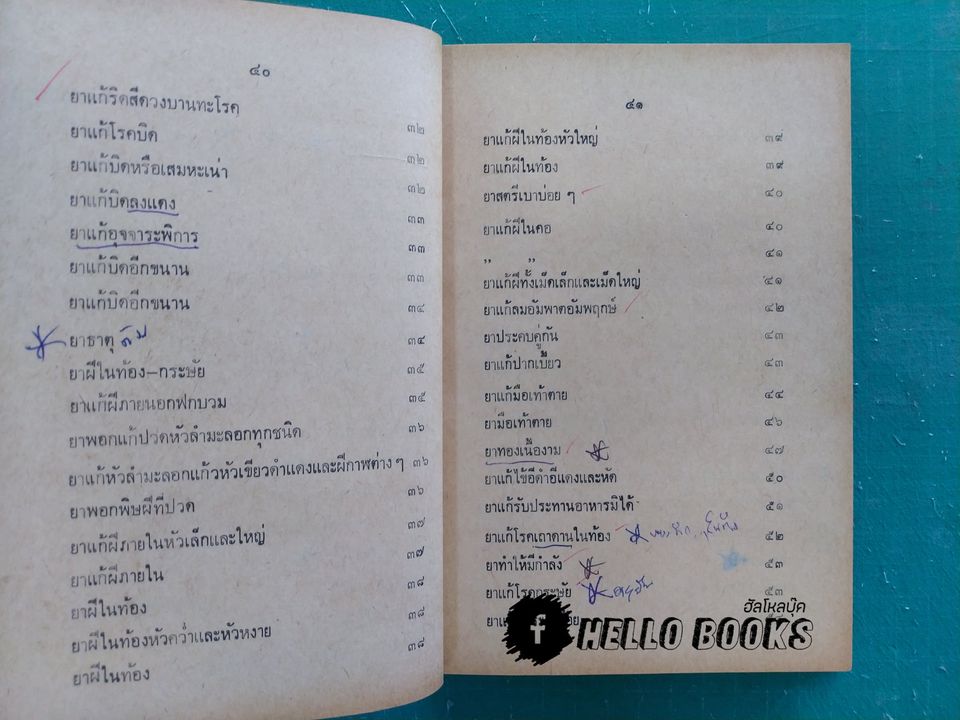 ๔๐
ยาแก้ริดสีดวงบานทะโรค ๓๒
ยาแก้โรคบิด ๓๒
ยาแก้บิดหรือเสมหะเน่า ๓๒
ยาแก้บิดลงแดง ๓๓
ยาแก้อุจจาระพิการ ๓๓
ยาแก้บิดอีกขนาน ๓๓
ยาแก้บิดอีกขนาน ๓๔
ยาธาตุ ๓๔
ยาฝีในท้อง–กระษัย ๓๕
ยาแก้ฝีภายนอกฟกบวม ๓๕
ยาพอกแก้ปวดหัวลำมะลอกทุกชนิด ๓๖
ยาแก้หัวลำมะลอกแก้วหัวเขียวดำแดงและฝีกาฬต่าง ๆ ๓๖
ยาพอกพิษฝีที่ปวด ๓๖
ยาแก้ฝีภายในหัวเล็กและใหญ่ ๓๗
ยาแก้ฝีภายใน ๓๗
ยาฝีในท้อง ๓๘
ยาฝีในท้องหัวคว่ำและหัวหงาย ๓๘
ยาฝีในท้อง ๓๘
๔๑
ยาแก้ฝีในท้องหัวใหญ่ ๓๙
ยาแก้ฝีในท้อง ๓๙
ยาสตรีเบาบ่อย ๆ ๔๐
ยาแก้ฝีในคอ ๔๐
,, ,, ๔๑
ยาแก้ฝีทั้งเม็ดเล็กและเม็ดใหญ่ ๔๑
ยาแก้ลมอัมพาตอัมพฤกษ์ ๔๒
ยาประคบคู่กัน ๔๓
ยาแก้ปากเบี้ยว ๔๓
ยาแก้มือเท้าตาย ๔๔
ยามือเท้าตาย ๔๖
ยาทองเนื้องาม ๔๗
ยาแก้ไข้อีดำอีแดงและหัด ๕๐
ยาแก้รับประทานอาหารมิได้ ๕๑
ยาแก้โรคเถาดานในท้อง ๕๒
ยาทำให้มีกำลัง ๕๓
ยาแก้โรคกระษัย ๕๓
ฮัลโหลบุ๊ค
f HELLO BOOKS